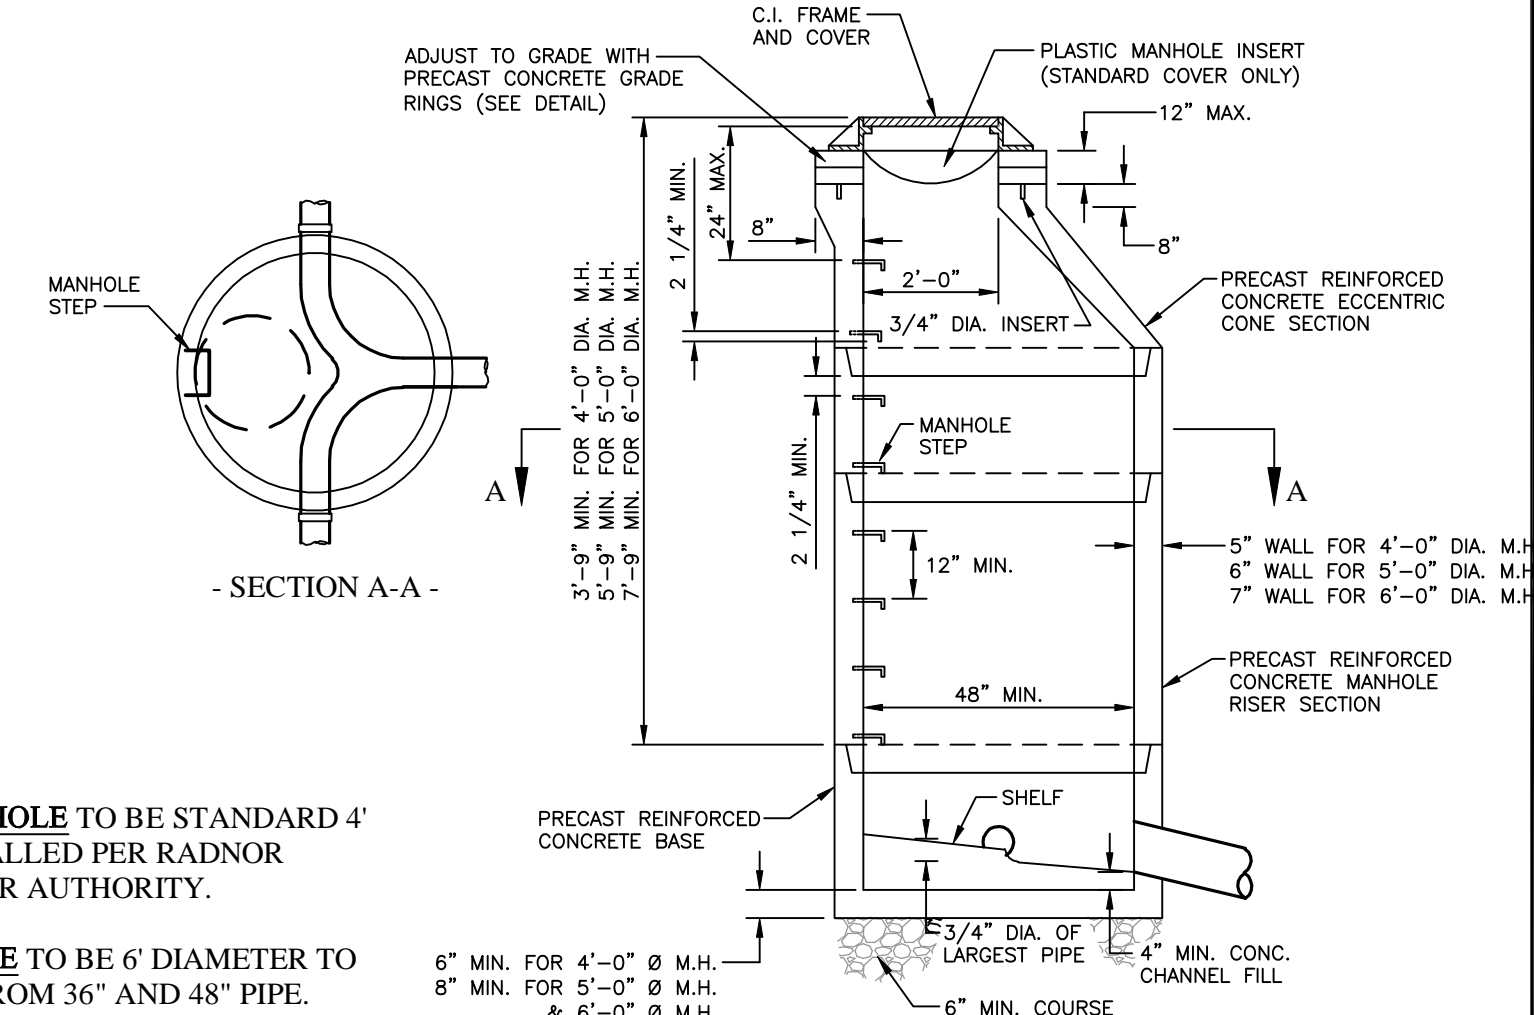 C.I. FRAME
AND COVER
ADJUST TO GRADE WITH
PRECAST CONCRETE GRADE
RINGS (SEE DETAIL)
PLASTIC MANHOLE INSERT
(STANDARD COVER ONLY)
12" MAX.
8"
2 1/4" MIN.
24" MAX.
8"
2'-0"
3/4" DIA. INSERT
PRECAST REINFORCED
CONCRETE ECCENTRIC
CONE SECTION
MANHOLE
STEP
3'-9" MIN. FOR 4'-0" DIA. M.H.
5'-9" MIN. FOR 5'-0" DIA. M.H.
7'-9" MIN. FOR 6'-0" DIA. M.H.
MANHOLE
STEP
2 1/4" MIN.
A
A
- SECTION A-A -
12" MIN.
5" WALL FOR 4'-0" DIA. M.H
6" WALL FOR 5'-0" DIA. M.H
7" WALL FOR 6'-0" DIA. M.H
48" MIN.
PRECAST REINFORCED
CONCRETE MANHOLE
RISER SECTION
SHELF
PRECAST REINFORCED
CONCRETE BASE
HOLE TO BE STANDARD 4'
ALLED PER RADNOR
R AUTHORITY.
E TO BE 6' DIAMETER TO
ROM 36" AND 48" PIPE.
6" MIN. FOR 4'-0" Ø M.H.
8" MIN. FOR 5'-0" Ø M.H.
& 6'-0" Ø M.H.
3/4" DIA. OF
LARGEST PIPE
4" MIN. CONC.
CHANNEL FILL
6" MIN. COURSE